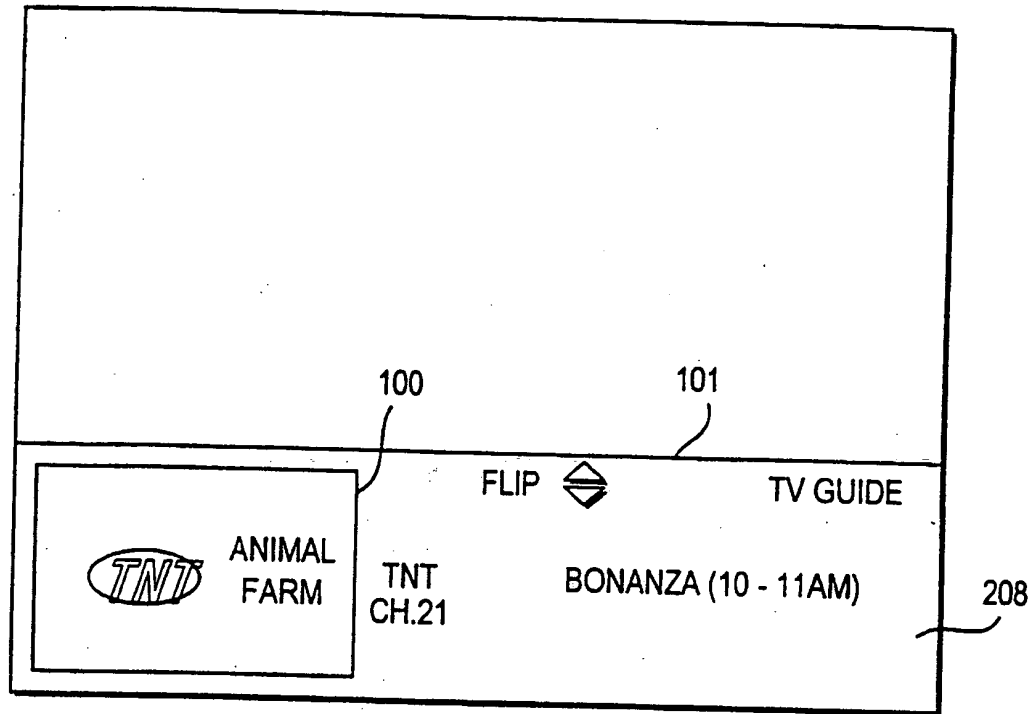 100
101
FLIP
TV GUIDE
TNT
ANIMAL
FARM
TNT
CH.21
BONANZA (10 - 11AM)
208